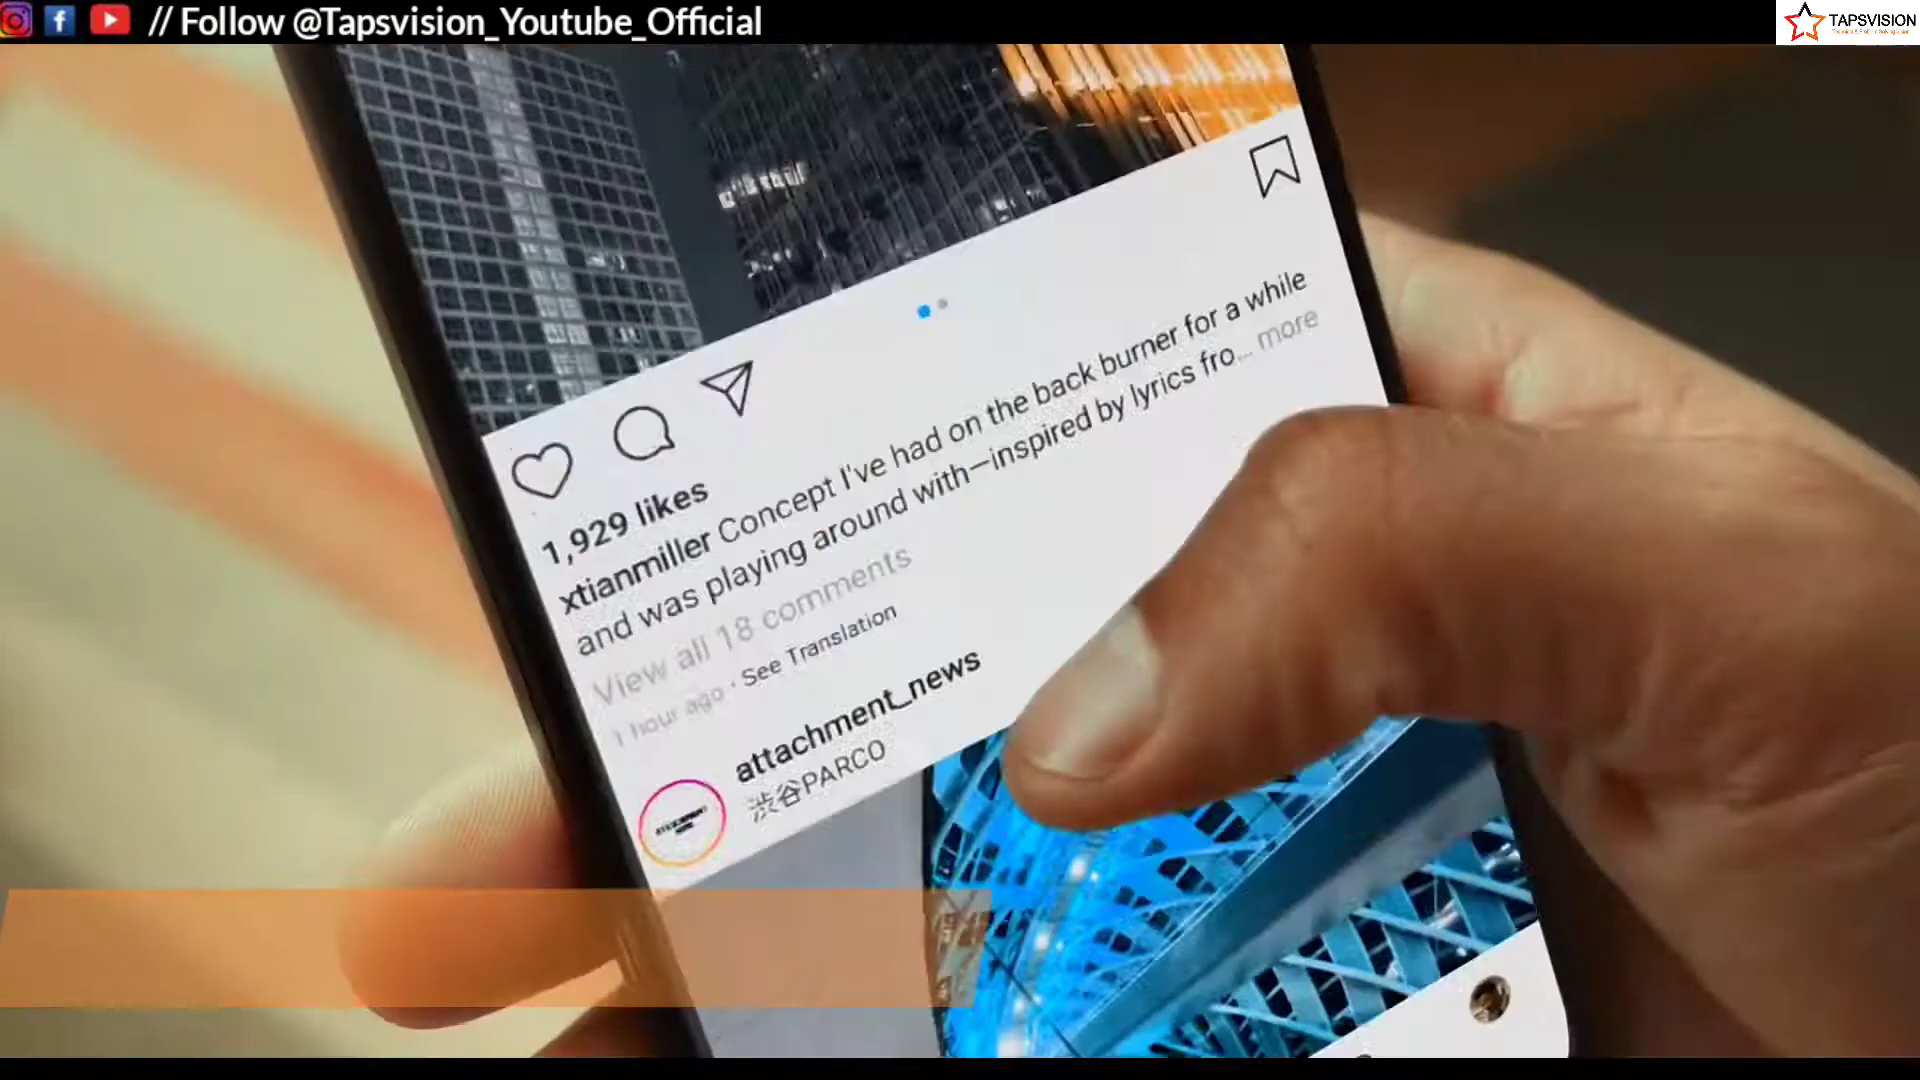 // Follow @Tapsvision_Youtube_Official
TAPSVISION
1,929 likes
xtianmiller Concept I've had on the back burner for a while
and was playing around with—inspired by lyrics fro... more
View all 18 comments
1 hour ago · See Translation
attachment_news
渋谷PARCO